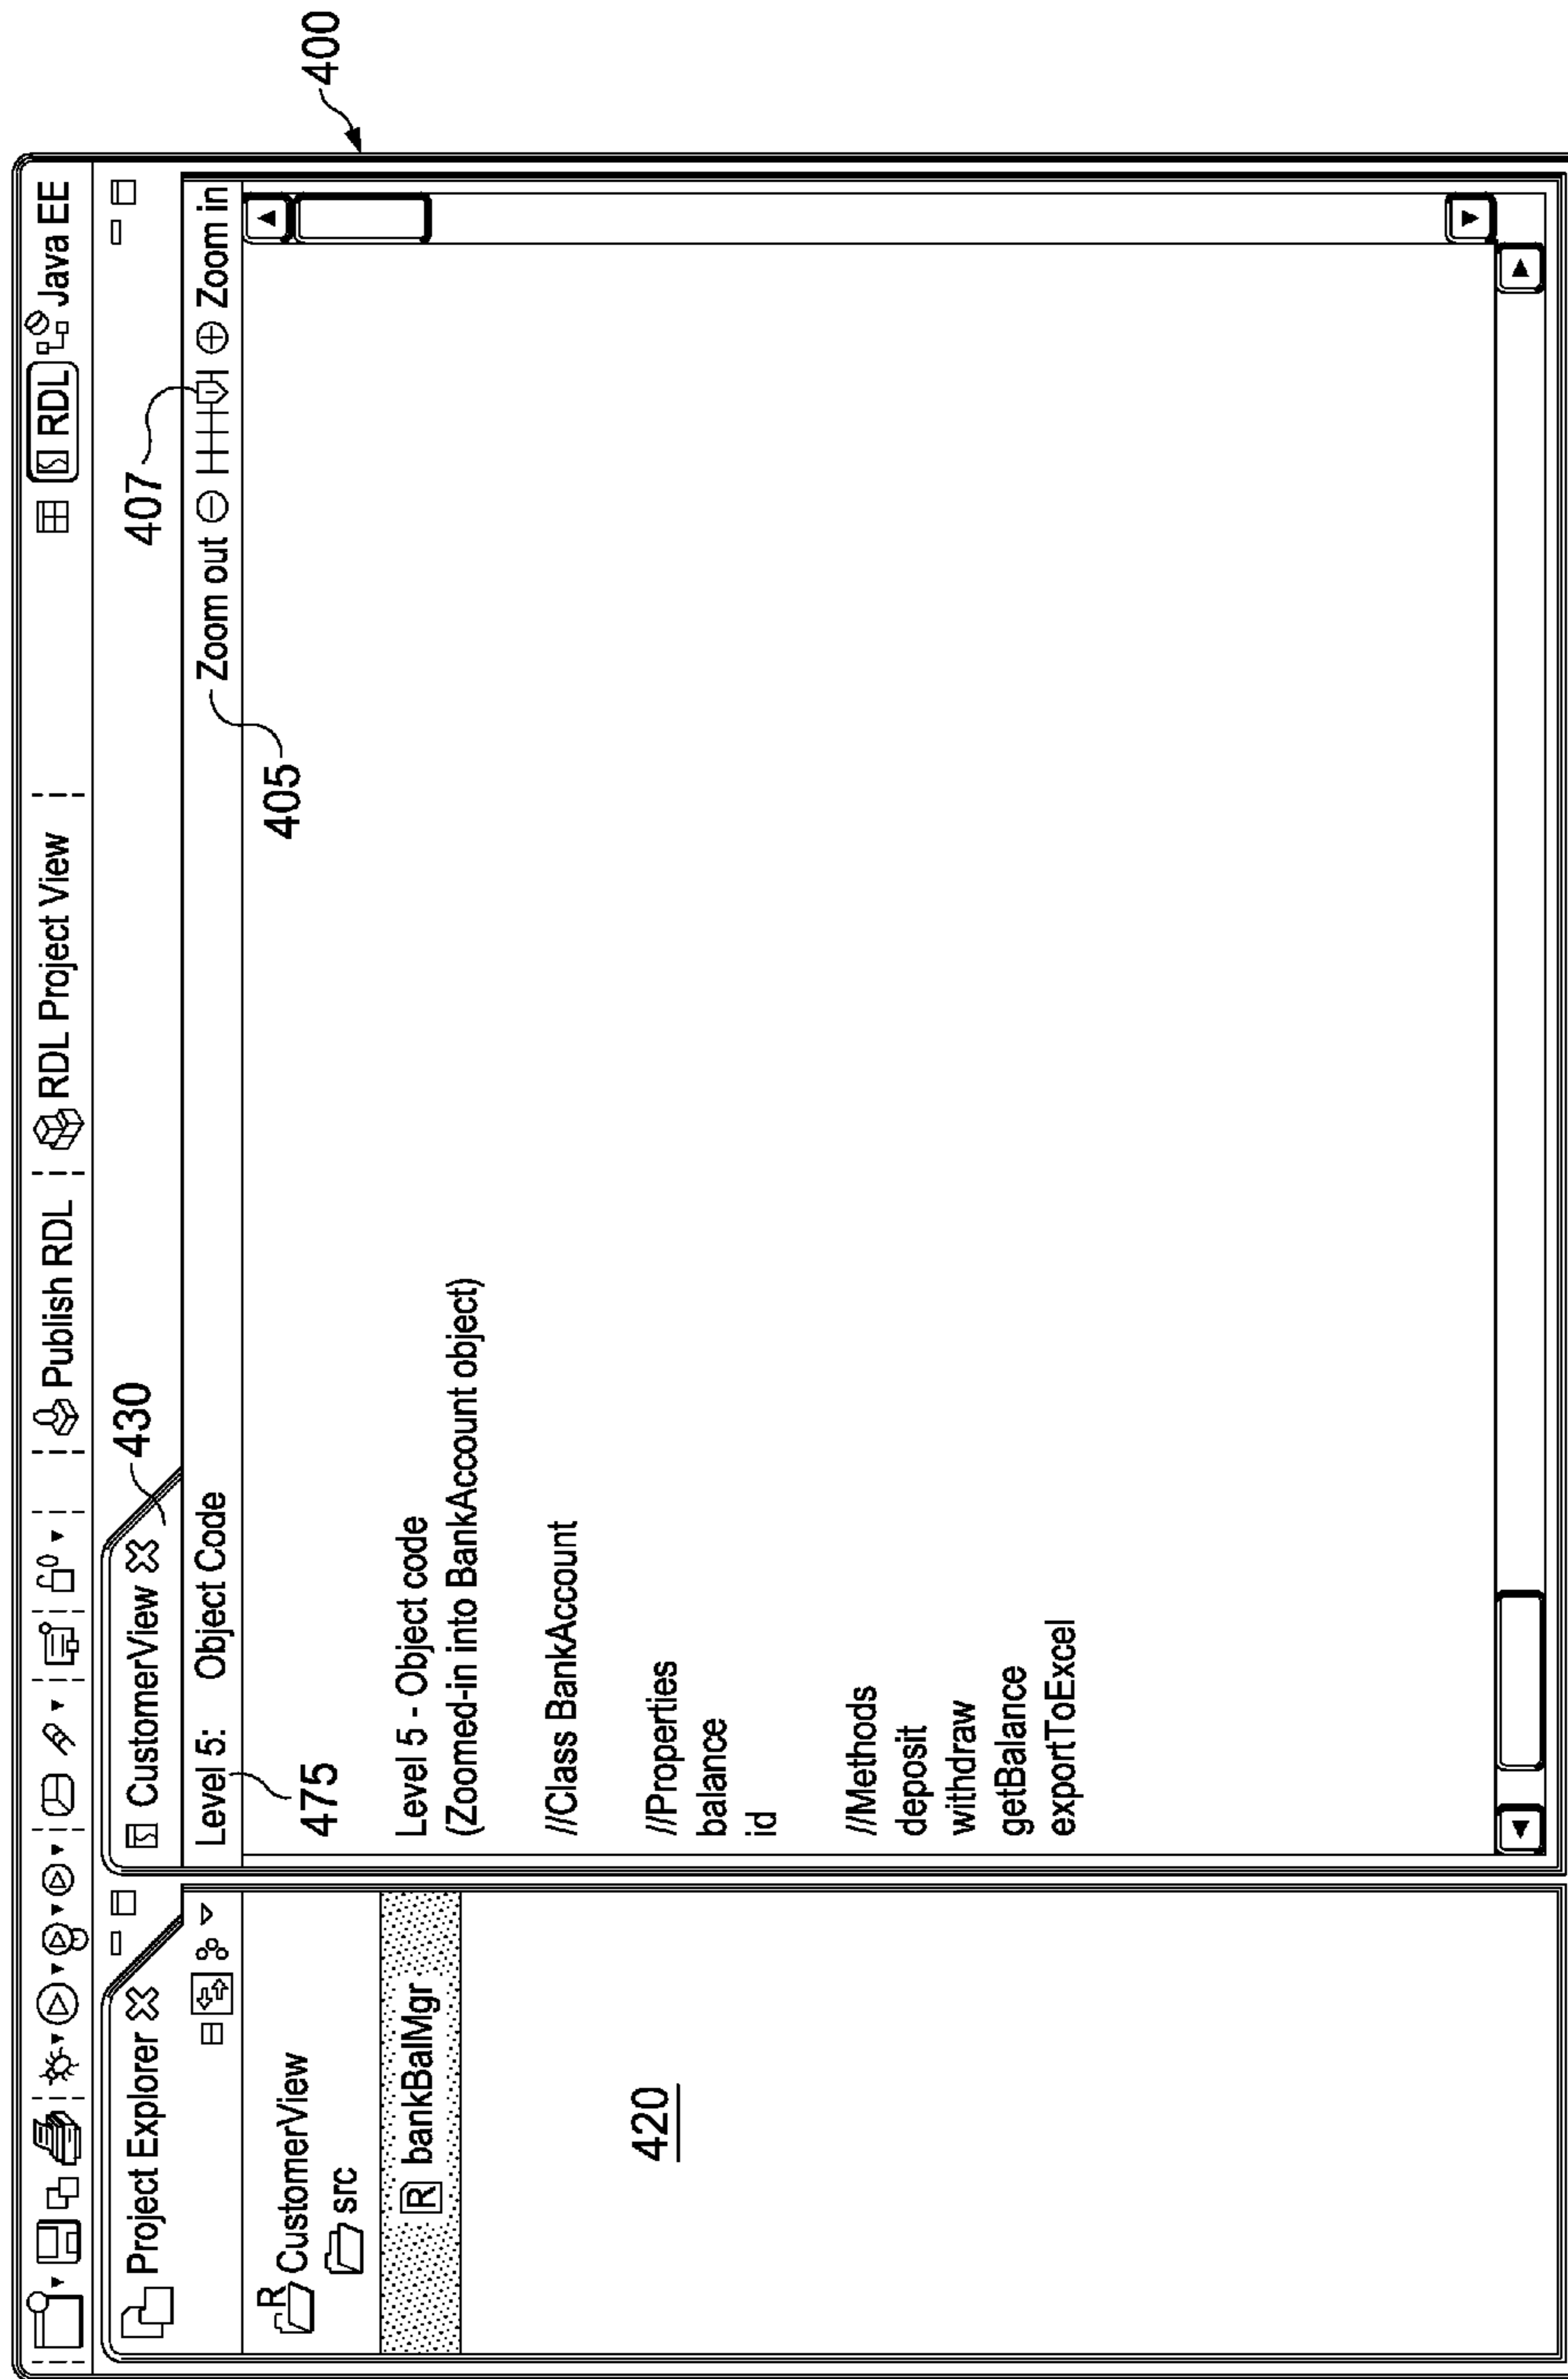 Publish RDL
RDL Project View
RDL
Java EE
400
Project Explorer
CustomerView
430
407
Level 5: Object Code
Zoom out
Zoom in
475
405
R
CustomerView
src
R bankBalMgr
420
Level 5 - Object code
(Zoomed-in into BankAccount object)
//Class BankAccount
//Properties
balance
id
//Methods
deposit
withdraw
getBalance
exportToExcel